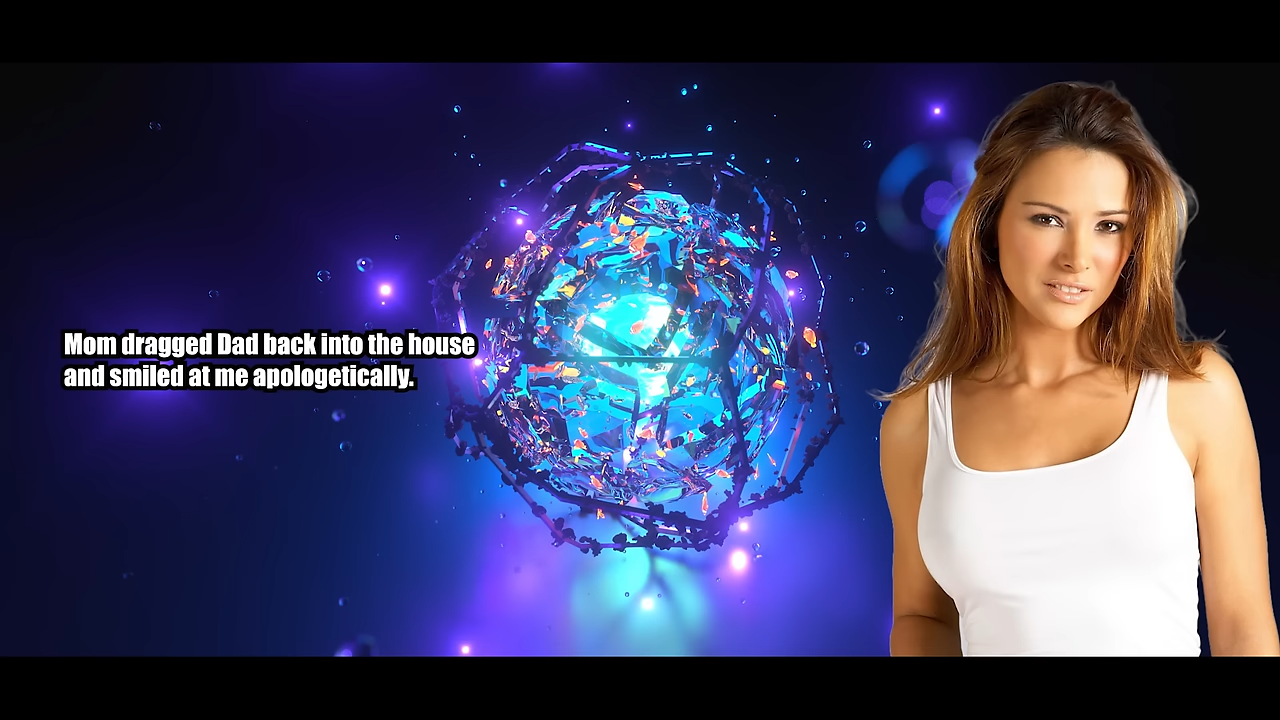 Mom dragged Dad back into the house
and smiled at me apologetically.